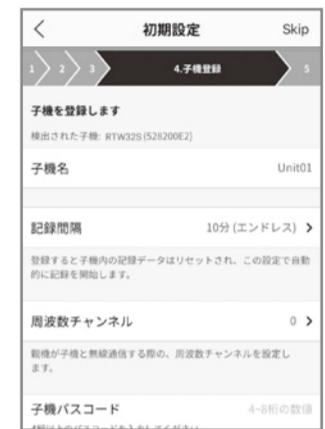 初期設定 Skip
1 2 3 4.子機登録 5
子機を登録します
検出された子機: RTW32S (528200E2)
子機名 Unit01
記録間隔 10分 (エンドレス)
登録すると子機内の記録データはリセットされ、この設定で自動
的に記録を開始します。
周波数チャンネル 0
親機が子機と無線通信する際の、周波数チャンネルを設定し
ます。
子機パスコード 4~8桁の数値